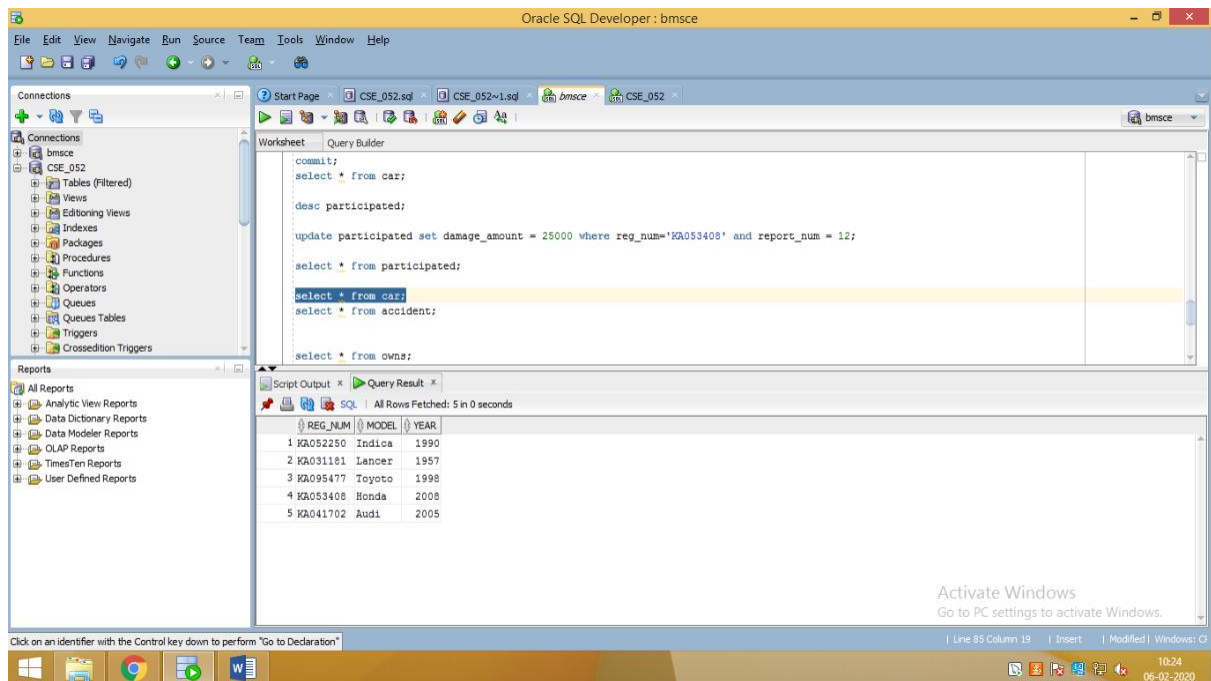 Oracle SQL Developer : bmsce
File Edit View Navigate Run Source Team Tools Window Help
Connections
Connections
bmsce
CSE_052
Tables (Filtered)
Views
Editioning Views
Indexes
Packages
Procedures
Functions
Operators
Queues
Queues Tables
Triggers
Crossedition Triggers
Reports
All Reports
Analytic View Reports
Data Dictionary Reports
Data Modeler Reports
OLAP Reports
TimesTen Reports
User Defined Reports
Start Page CSE_052.sql CSE_052~1.sql bmsce CSE_052
bmsce
Worksheet Query Builder
commit;
select * from car;
desc participated;
update participated set damage_amount = 25000 where reg_num='KA053408' and report_num = 12;
select * from participated;
select * from car;
select * from accident;
select * from owns;
Script Output Query Result
SQL | All Rows Fetched: 5 in 0 seconds
REG_NUM MODEL YEAR
1 KA052250 Indica 1990
2 KA031181 Lancer 1957
3 KA095477 Toyoto 1998
4 KA053408 Honda 2008
5 KA041702 Audi 2005
Activate Windows
Go to PC settings to activate Windows.
Click on an identifier with the Control key down to perform "Go to Declaration"
| Line 85 Column 19 | Insert | Modified | Windows: C
10:24
06-02-2020